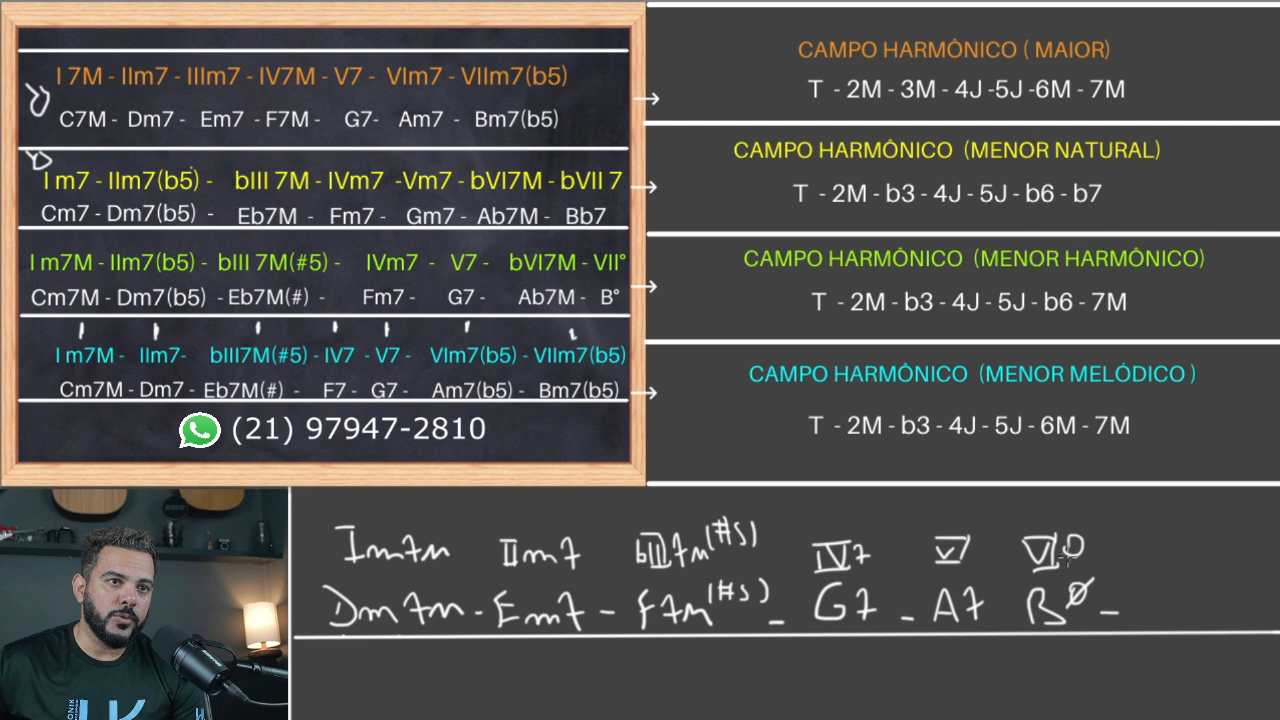 I 7M - IIm7 - IIIm7 - IV7M - V7 - VIm7 - VIIm7(b5)
C7M - Dm7 - Em7 - F7M - G7- Am7 - Bm7(b5)
I m7 - IIm7(b5) - bIII 7M - IVm7 -Vm7 - bVI7M - bVII 7
Cm7 - Dm7(b5) - Eb7M - Fm7 - Gm7 - Ab7M - Bb7
I m7M - IIm7(b5) - bIII 7M(#5) - IVm7 - V7 - bVI7M - VII°
Cm7M - Dm7(b5) - Eb7M(#) - Fm7 - G7 - Ab7M - B°
I m7M - IIm7- bIII7M(#5) - IV7 - V7 - VIm7(b5) - VIIm7(b5)
Cm7M - Dm7 - Eb7M(#) - F7 - G7 - Am7(b5) - Bm7(b5)
(21) 97947-2810
CAMPO HARMÔNICO ( MAIOR)
T - 2M - 3M - 4J -5J -6M - 7M
CAMPO HARMÔNICO (MENOR NATURAL)
T - 2M - b3 - 4J - 5J - b6 - b7
CAMPO HARMÔNICO (MENOR HARMÔNICO)
T - 2M - b3 - 4J - 5J - b6 - 7M
CAMPO HARMÔNICO (MENOR MELÓDICO )
T - 2M - b3 - 4J - 5J - 6M - 7M
Im7M IIm7 bIII7M(#5) IV7 V7 VIø
Dm7M - Em7 - F7M(#5) - G7 - A7 Bø -